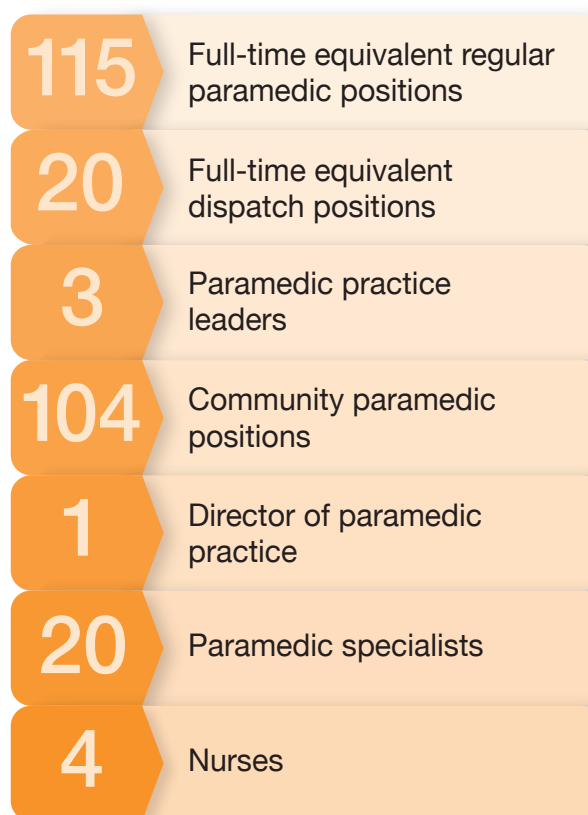 115
Full-time equivalent regular
paramedic positions
20
Full-time equivalent
dispatch positions
3
Paramedic practice
leaders
104
Community paramedic
positions
1
Director of paramedic
practice
20
Paramedic specialists
4
Nurses